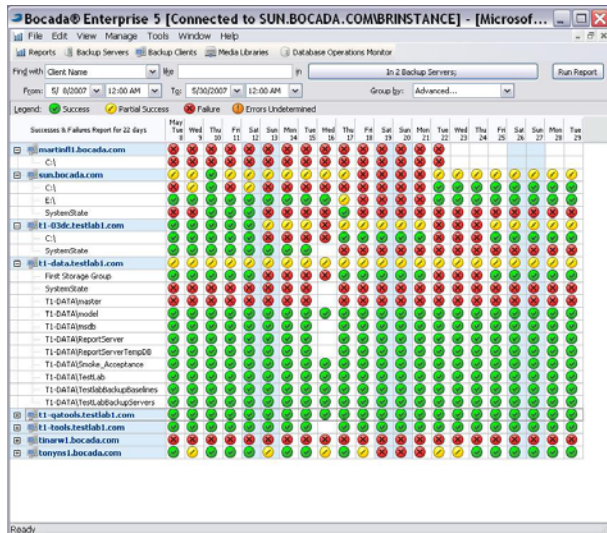 Bocada® Enterprise 5 [Connected to SUN.BOCADA.COM\BRINSTANCE] - [Microsof...
File Edit View Manage Tools Window Help
Reports Backup Servers Backup Clients Media Libraries Database Operations Monitor
Find with Client Name like in In 2 Backup Servers; Run Report
From: 5/ 8/2007 12:00 AM To: 5/30/2007 12:00 AM Group by: Advanced...
Legend: Success Partial Success Failure Errors Undetermined
Successes & Failures Report for 22 days
May
Tue Wed Thu Fri Sat Sun Mon Tue Wed Thu Fri Sat Sun Mon Tue Wed Thu Fri Sat Sun Mon Tue
8 9 10 11 12 13 14 15 16 17 18 19 20 21 22 23 24 25 26 27 28 29
martinfl1.bocada.com
C:\
sun.bocada.com
C:\
E:\
SystemState
t1-03dc.testlab1.com
C:\
SystemState
t1-data.testlab1.com
First Storage Group
SystemState
T1-DATA\master
T1-DATA\model
T1-DATA\msdb
T1-DATA\ReportServer
T1-DATA\ReportServerTempDB
T1-DATA\Smoke_Acceptance
T1-DATA\TestLab
T1-DATA\TestlabBackupBaselines
T1-DATA\TestLabBackupServers
t1-qatools.testlab1.com
t1-tools.testlab1.com
tinarw1.bocada.com
tonyns1.bocada.com
Ready